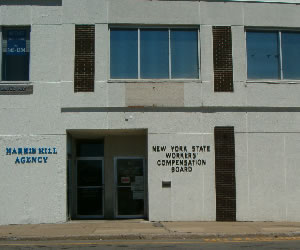 HARRIS HILL
AGENCY
NEW YORK STATE
WORKERS
COMPENSATION
BOARD